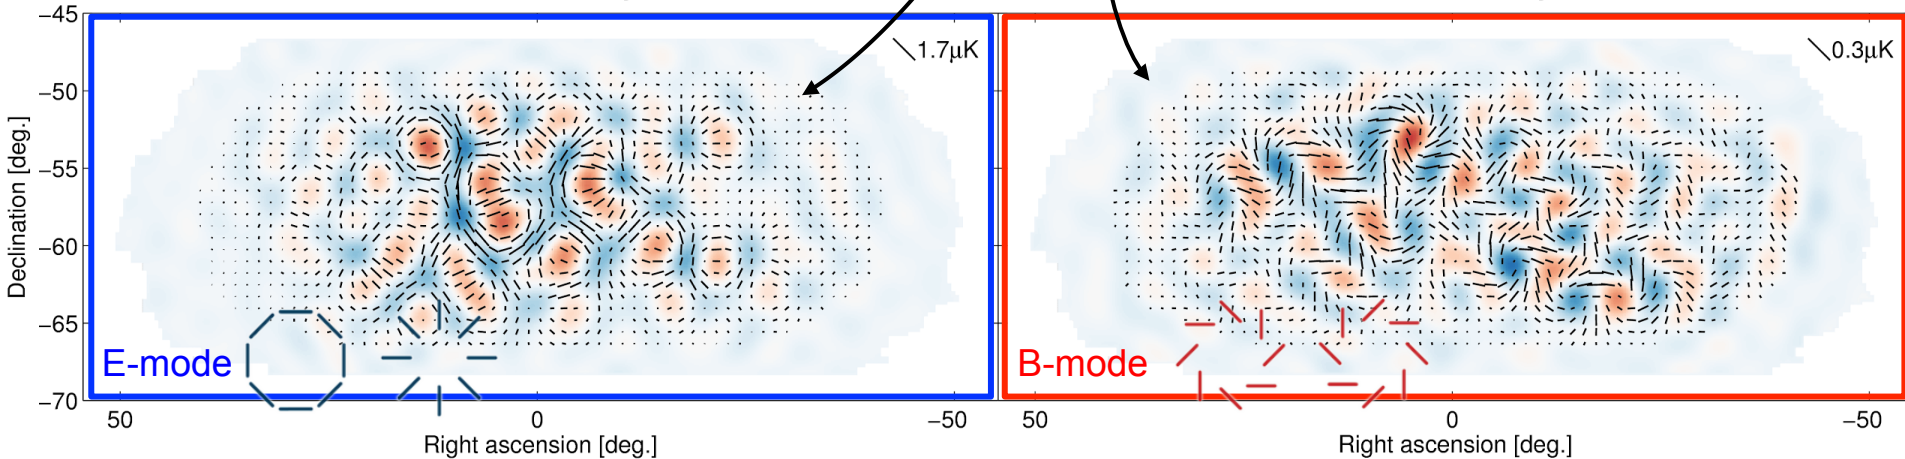 −45
−50
−55
−60
−65
−70
Declination [deg.]
1.7μK
E-mode
50
0
−50
Right ascension [deg.]
0.3μK
B-mode
50
0
−50
Right ascension [deg.]